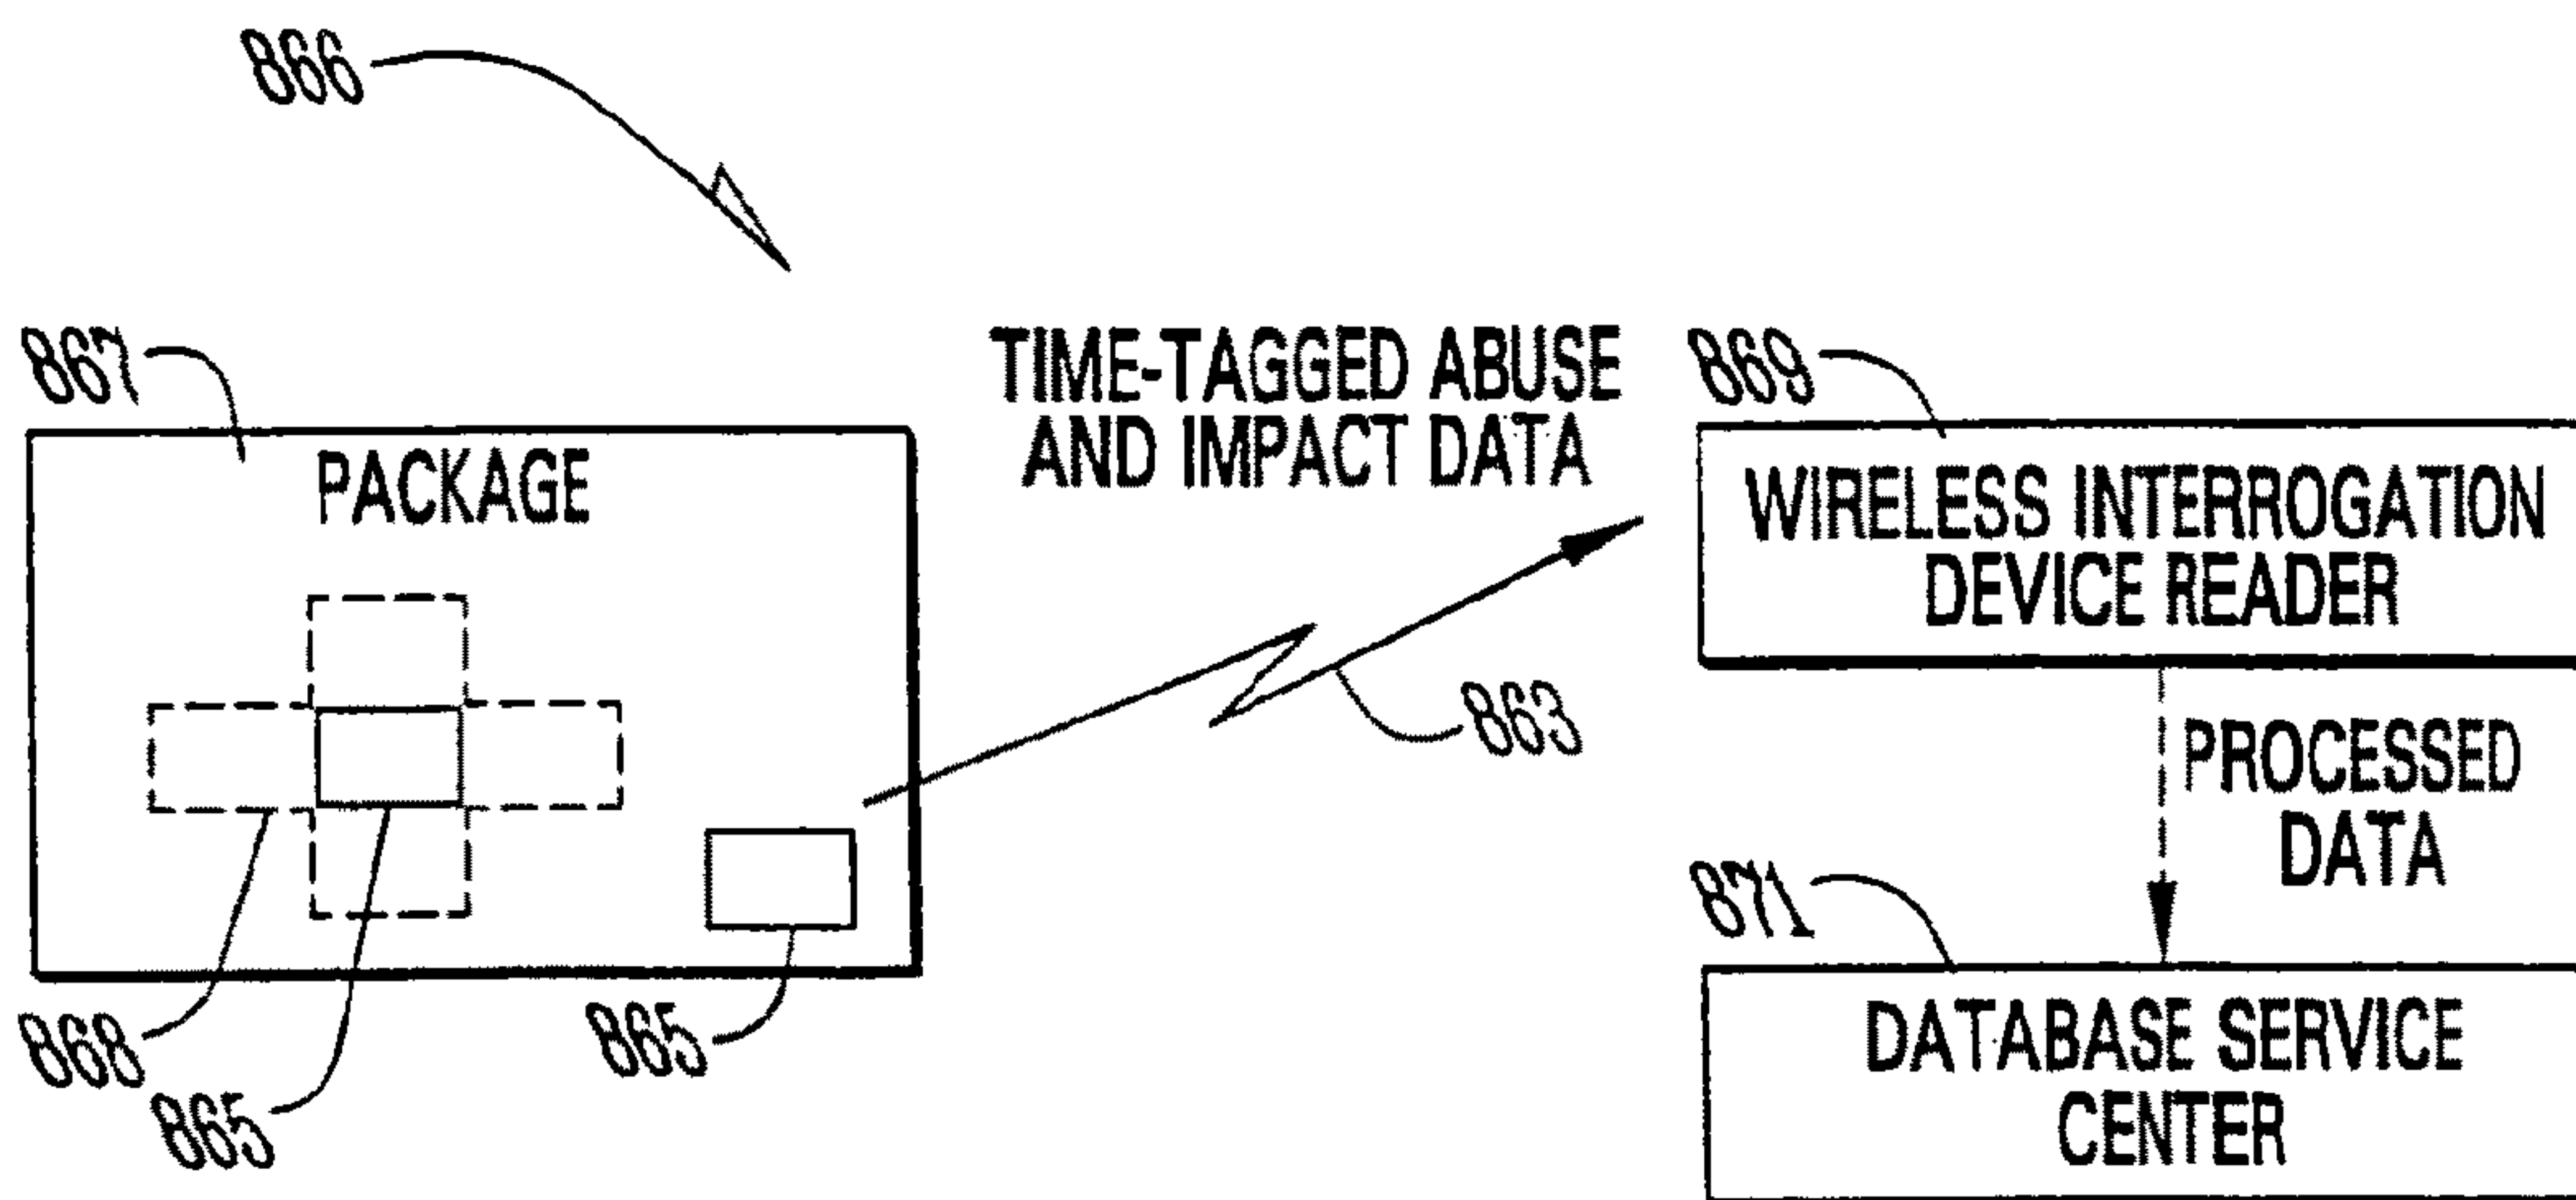 866
867
PACKAGE
TIME-TAGGED ABUSE
AND IMPACT DATA
869
WIRELESS INTERROGATION
DEVICE READER
863
PROCESSED
DATA
871
DATABASE SERVICE
CENTER
868
865
865